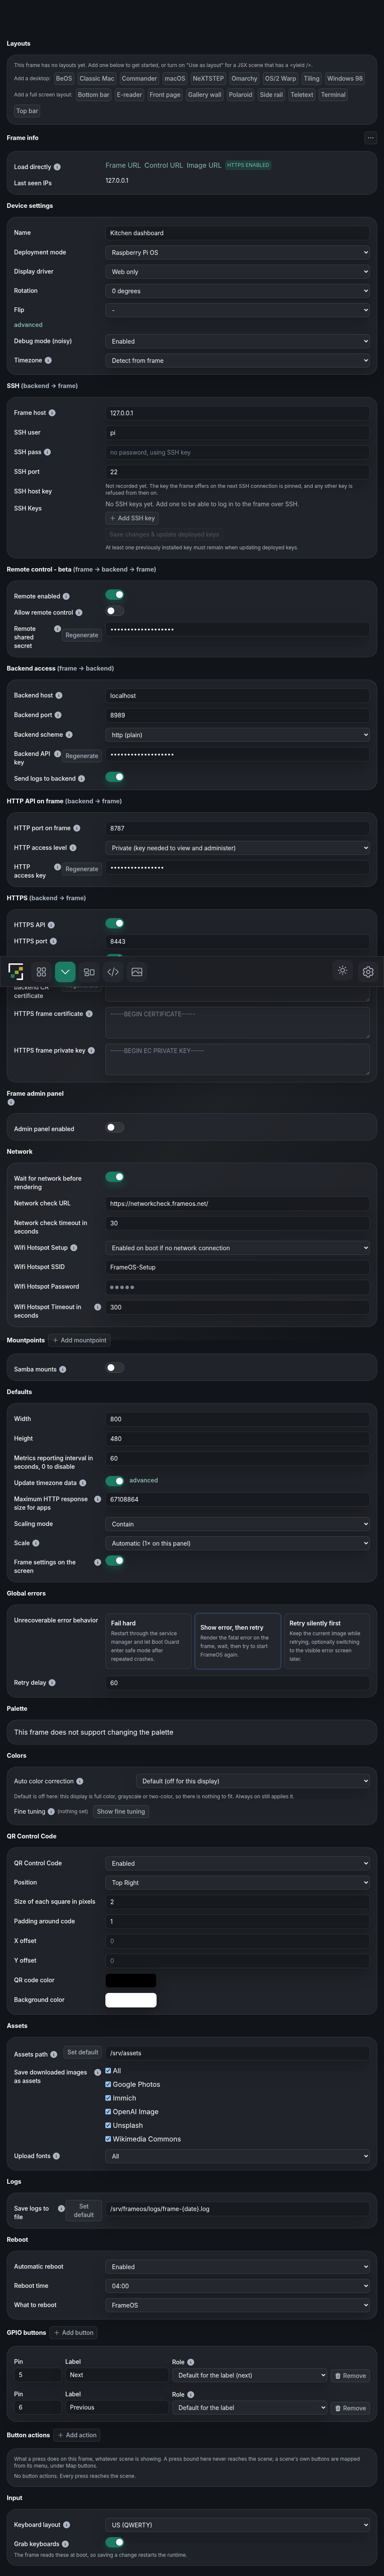 Layouts
This frame has no layouts yet. Add one below to get started, or turn on "Use as layout" for a JSX scene that has a <yield />.
Add a desktop: BeOS Classic Mac Commander macOS NeXTSTEP Omarchy OS/2 Warp Tiling Windows 98
Add a full screen layout: Bottom bar E-reader Front page Gallery wall Polaroid Side rail Teletext Terminal
Top bar
Frame info
Load directly Frame URL Control URL Image URL HTTPS ENABLED
Last seen IPs 127.0.0.1
Device settings
Name Kitchen dashboard
Deployment mode Raspberry Pi OS
Display driver Web only
Rotation 0 degrees
Flip -
advanced
Debug mode (noisy) Enabled
Timezone Detect from frame
SSH (backend → frame)
Frame host 127.0.0.1
SSH user pi
SSH pass no password, using SSH key
SSH port 22
SSH host key Not recorded yet. The key the frame offers on the next SSH connection is pinned, and any other key is
refused from then on.
SSH Keys No SSH keys yet. Add one to be able to log in to the frame over SSH.
+ Add SSH key
Save changes & update deployed keys
At least one previously installed key must remain when updating deployed keys.
Remote control - beta (frame → backend → frame)
Remote enabled
Allow remote control
Remote shared secret Regenerate •••••••••••••••••••
Backend access (frame → backend)
Backend host localhost
Backend port 8989
Backend scheme http (plain)
Backend API key Regenerate •••••••••••••••••••
Send logs to backend
HTTP API on frame (backend → frame)
HTTP port on frame 8787
HTTP access level Private (key needed to view and administer)
HTTP access key Regenerate ••••••••••••••••
HTTPS (backend → frame)
HTTPS API
HTTPS port 8443
backend CA
certificate
HTTPS frame certificate -----BEGIN CERTIFICATE-----
HTTPS frame private key -----BEGIN EC PRIVATE KEY-----
Frame admin panel
Admin panel enabled
Network
Wait for network before
rendering
Network check URL https://networkcheck.frameos.net/
Network check timeout in
seconds 30
Wifi Hotspot Setup Enabled on boot if no network connection
Wifi Hotspot SSID FrameOS-Setup
Wifi Hotspot Password
Wifi Hotspot Timeout in
seconds 300
Mountpoints + Add mountpoint
Samba mounts
Defaults
Width 800
Height 480
Metrics reporting interval in
seconds, 0 to disable 60
Update timezone data advanced
Maximum HTTP response
size for apps 67108864
Scaling mode Contain
Scale Automatic (1× on this panel)
Frame settings on the
screen
Global errors
Unrecoverable error behavior
Fail hard
Restart through the service
manager and let Boot Guard
enter safe mode after
repeated crashes.
Show error, then retry
Render the fatal error on the
frame, wait, then try to start
FrameOS again.
Retry silently first
Keep the current image while
retrying, optionally switching
to the visible error screen
later.
Retry delay 60
Palette
This frame does not support changing the palette
Colors
Auto color correction Default (off for this display)
Default is off here: this display is full color, grayscale or two-color, so there is nothing to fit. Always on still applies it.
Fine tuning (nothing set) Show fine tuning
QR Control Code
QR Control Code Enabled
Position Top Right
Size of each square in pixels 2
Padding around code 1
X offset 0
Y offset 0
QR code color
Background color
Assets
Assets path Set default /srv/assets
Save downloaded images
as assets
All
Google Photos
Immich
OpenAI Image
Unsplash
Wikimedia Commons
Upload fonts All
Logs
Save logs to file Set default /srv/frameos/logs/frame-{date}.log
Reboot
Automatic reboot Enabled
Reboot time 04:00
What to reboot FrameOS
GPIO buttons + Add button
Pin Label Role
5 Next Default for the label (next) Remove
Pin Label Role
6 Previous Default for the label Remove
Button actions + Add action
What a press does on this frame, whatever scene is showing. A press bound here never reaches the scene; a scene's own buttons are mapped
from its menu, under Map buttons.
No button actions. Every press reaches the scene.
Input
Keyboard layout US (QWERTY)
Grab keyboards
The frame reads these at boot, so saving a change restarts the runtime.